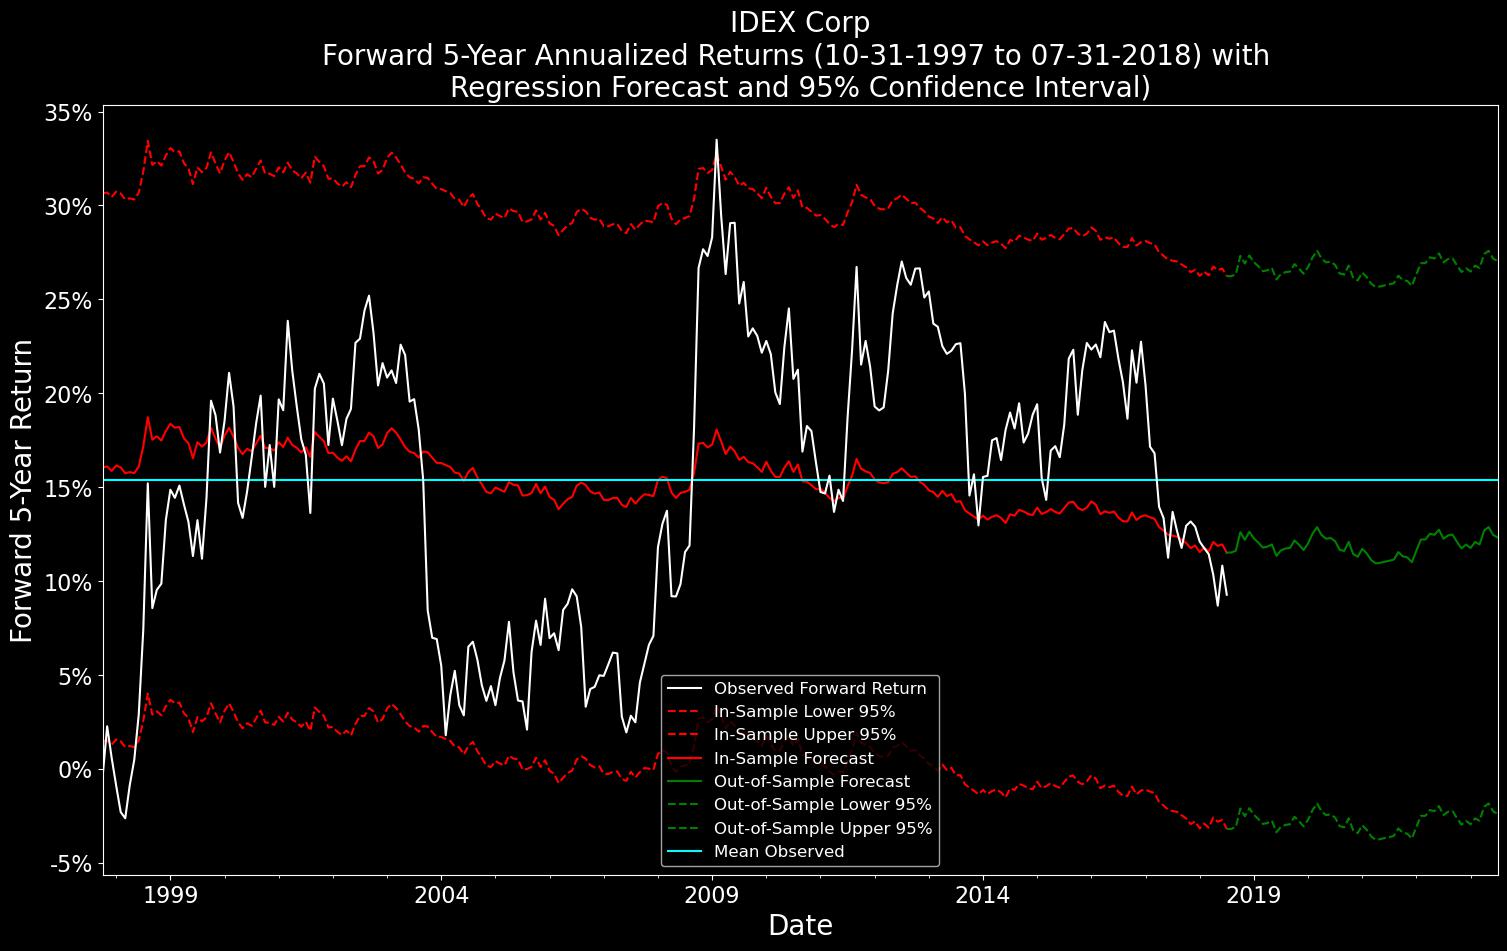 IDEX Corp
Forward 5-Year Annualized Returns (10-31-1997 to 07-31-2018) with
Regression Forecast and 95% Confidence Interval)
35%
30%
25%
20%
15%
10%
5%
0%
-5%
Forward 5-Year Return
Observed Forward Return
In-Sample Lower 95%
In-Sample Upper 95%
In-Sample Forecast
Out-of-Sample Forecast
Out-of-Sample Lower 95%
Out-of-Sample Upper 95%
Mean Observed
1999 2004 2009 2014 2019
Date